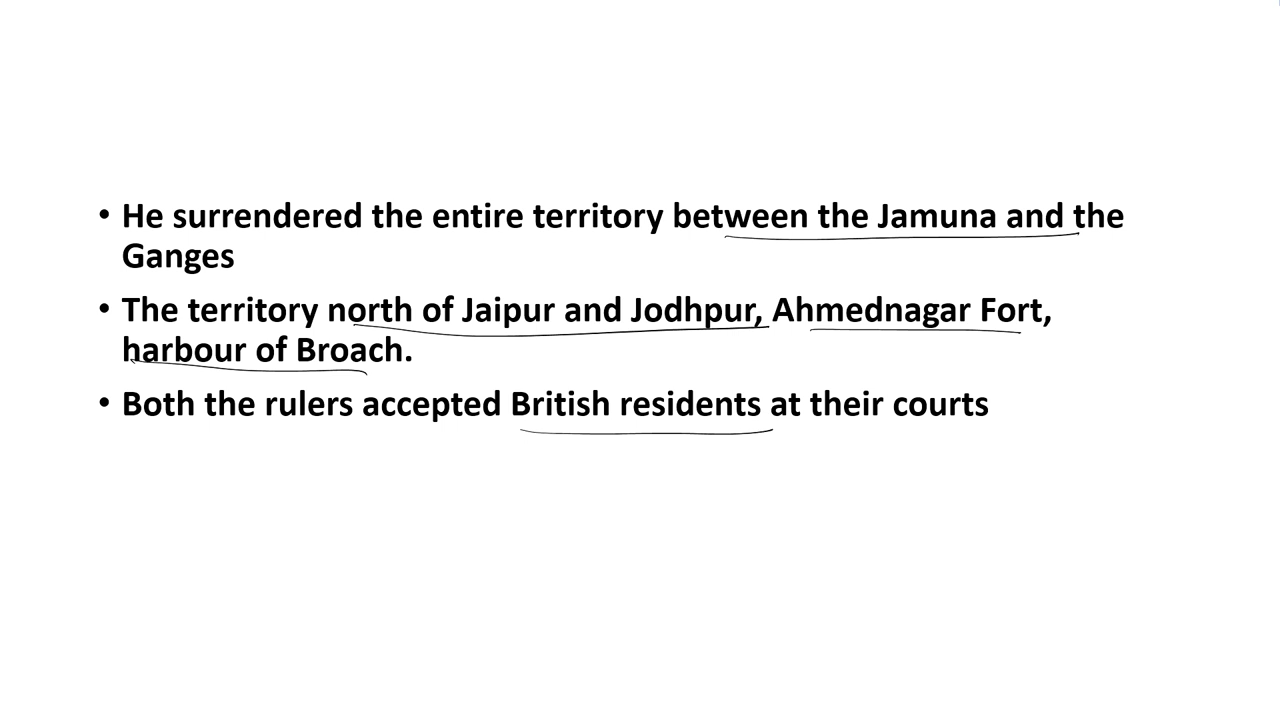 • He surrendered the entire territory between the Jamuna and the
Ganges
• The territory north of Jaipur and Jodhpur, Ahmednagar Fort,
harbour of Broach.
• Both the rulers accepted British residents at their courts